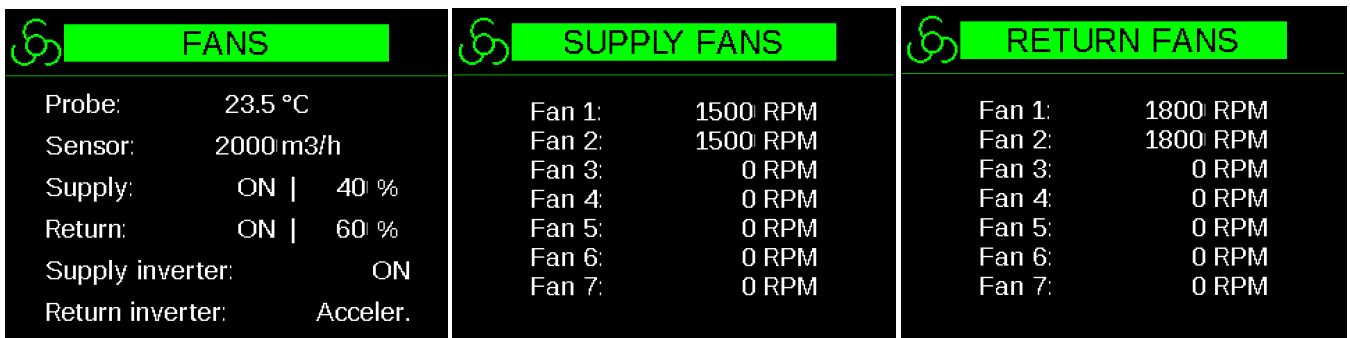 FANS
Probe: 23.5 °C
Sensor: 2000 m3/h
Supply: ON | 40 %
Return: ON | 60 %
Supply inverter: ON
Return inverter: Acceler.
SUPPLY FANS
Fan 1: 1500 RPM
Fan 2: 1500 RPM
Fan 3: 0 RPM
Fan 4: 0 RPM
Fan 5: 0 RPM
Fan 6: 0 RPM
Fan 7: 0 RPM
RETURN FANS
Fan 1: 1800 RPM
Fan 2: 1800 RPM
Fan 3: 0 RPM
Fan 4: 0 RPM
Fan 5: 0 RPM
Fan 6: 0 RPM
Fan 7: 0 RPM